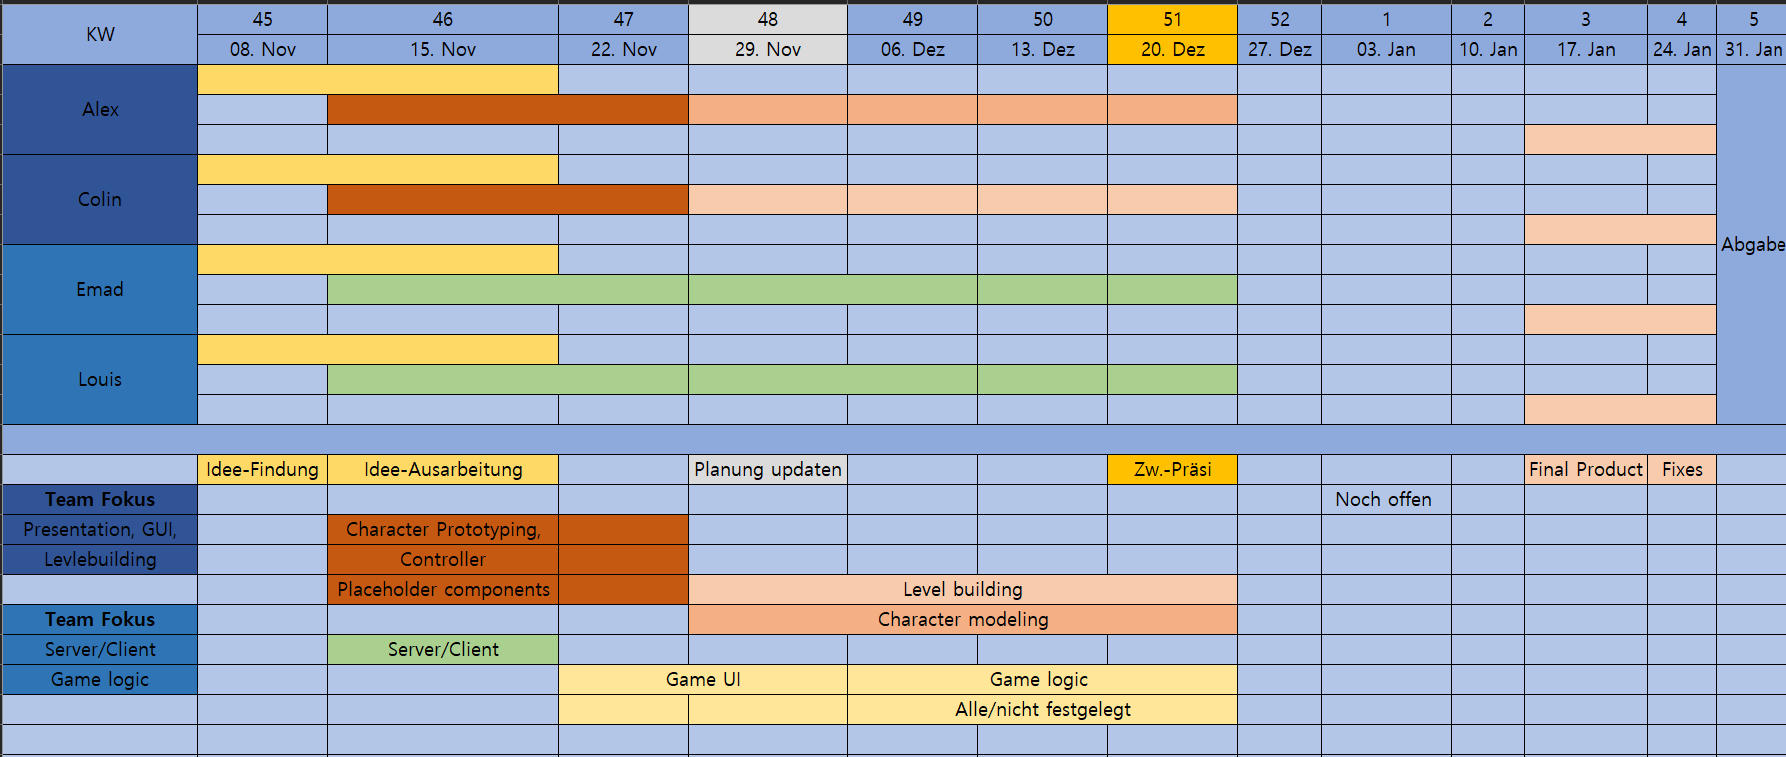 KW 45 46 47 48 49 50 51 52 1 2 3 4 5
08. Nov 15. Nov 22. Nov 29. Nov 06. Dez 13. Dez 20. Dez 27. Dez 03. Jan 10. Jan 17. Jan 24. Jan 31. Jan
Alex
Colin
Abgabe
Emad
Louis
Idee-Findung Idee-Ausarbeitung Planung updaten Zw.-Präsi Final Product Fixes
Team Fokus Noch offen
Presentation, GUI, Character Prototyping,
Levlebuilding Controller
Placeholder components Level building
Team Fokus Character modeling
Server/Client Server/Client
Game logic Game UI Game logic
Alle/nicht festgelegt